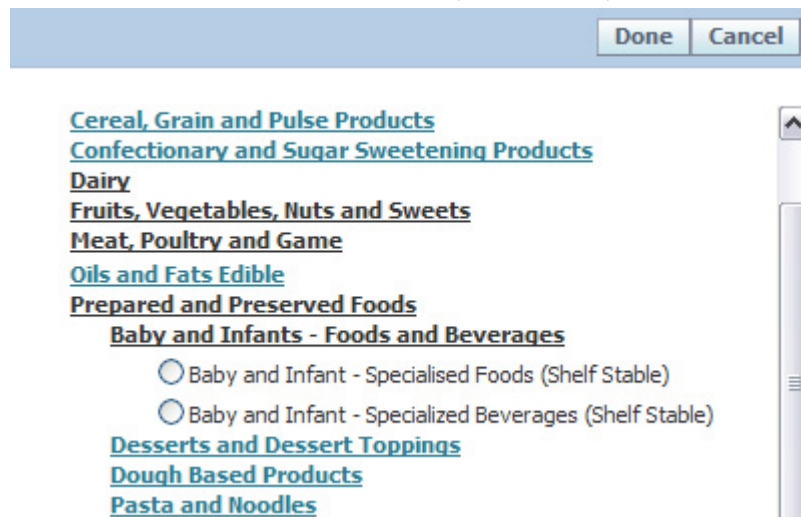 Done Cancel
Cereal, Grain and Pulse Products
Confectionary and Sugar Sweetening Products
Dairy
Fruits, Vegetables, Nuts and Sweets
Meat, Poultry and Game
Oils and Fats Edible
Prepared and Preserved Foods
Baby and Infants - Foods and Beverages
Baby and Infant - Specialised Foods (Shelf Stable)
Baby and Infant - Specialized Beverages (Shelf Stable)
Desserts and Dessert Toppings
Dough Based Products
Pasta and Noodles